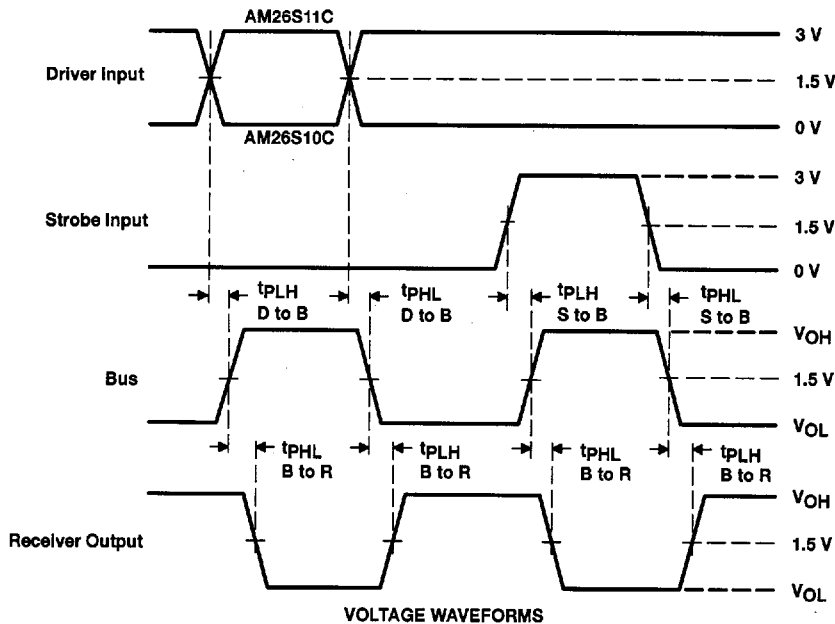 AM26S11C
3 V
Driver Input
1.5 V
AM26S10C
0 V
3 V
Strobe Input
1.5 V
0 V
tPLH
D to B
tPHL
D to B
tPLH
S to B
tPHL
S to B
VOH
Bus
1.5 V
VOL
tPHL
B to R
tPLH
B to R
tPHL
B to R
tPLH
B to R
VOH
Receiver Output
1.5 V
VOL
VOLTAGE WAVEFORMS